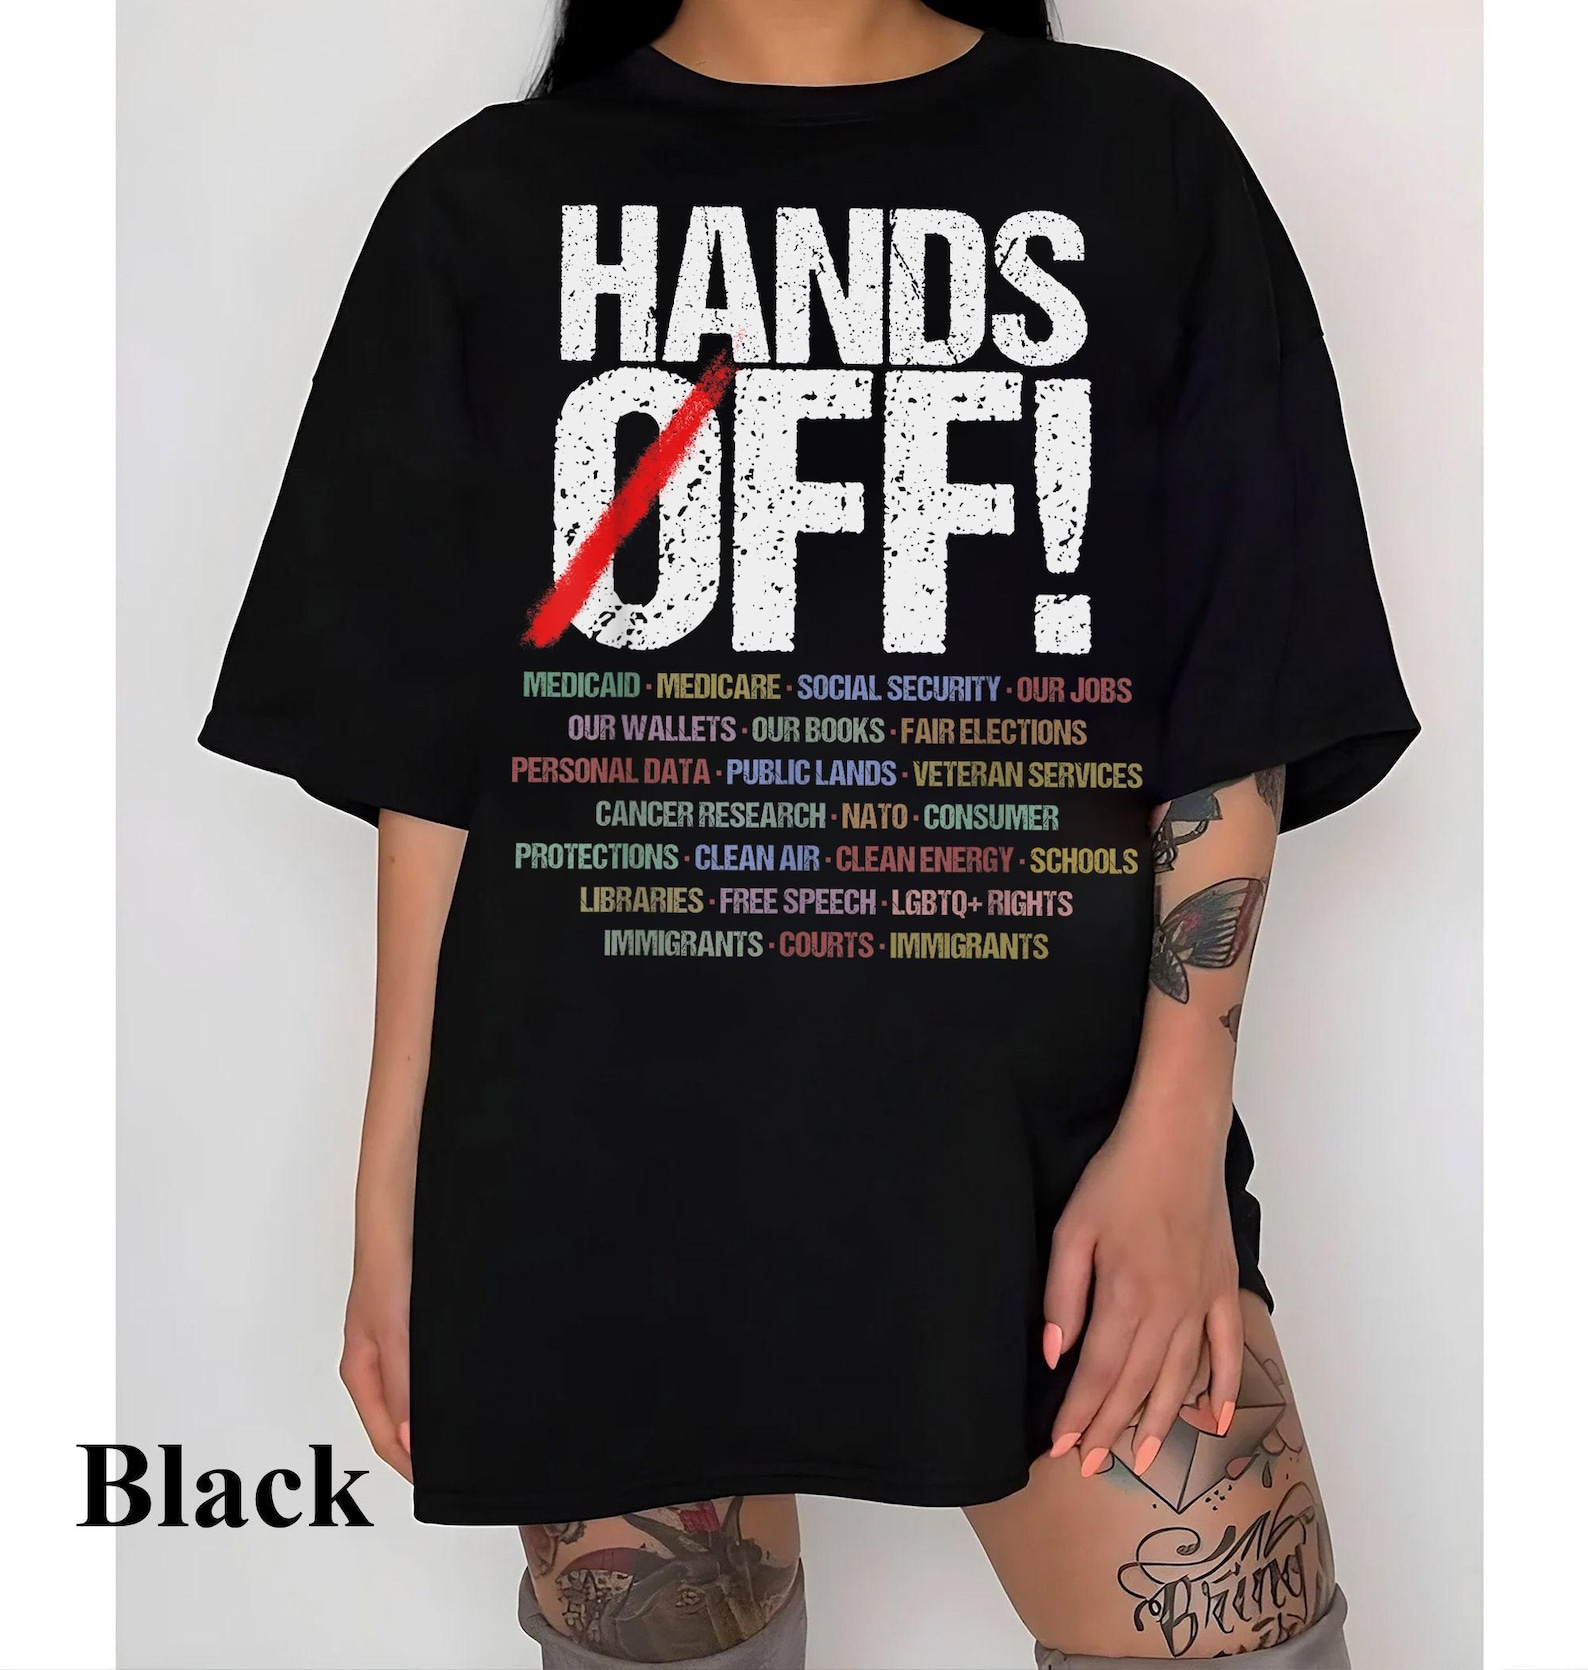 HANDS
OFF!
MEDICAID · MEDICARE · SOCIAL SECURITY · OUR JOBS
OUR WALLETS · OUR BOOKS · FAIR ELECTIONS
PERSONAL DATA · PUBLIC LANDS · VETERAN SERVICES
CANCER RESEARCH · NATO · CONSUMER
PROTECTIONS · CLEAN AIR · CLEAN ENERGY · SCHOOLS
LIBRARIES · FREE SPEECH · LGBTQ+ RIGHTS
IMMIGRANTS · COURTS · IMMIGRANTS
Black